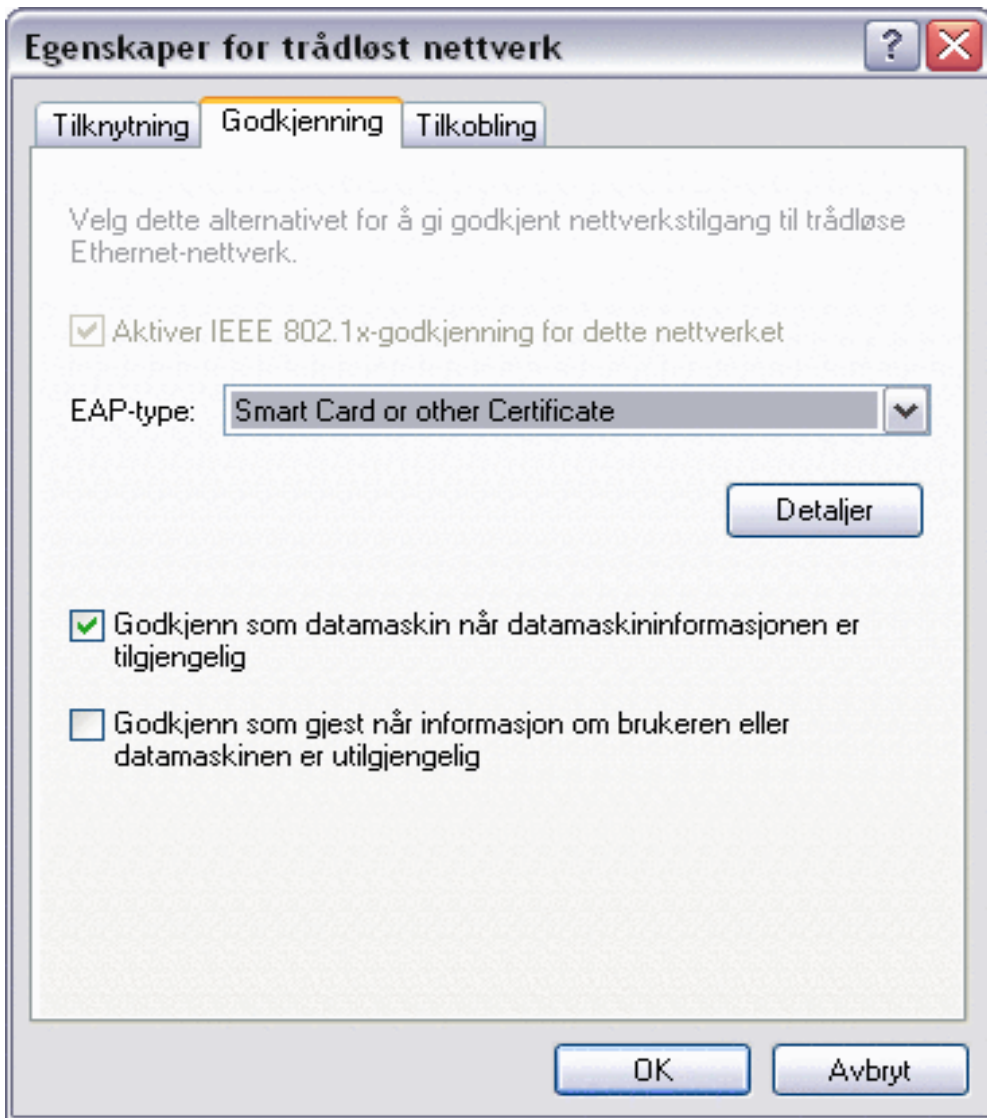 Egenskaper for trådløst nettverk
?
Tilknytning Godkjenning Tilkobling
Velg dette alternativet for å gi godkjent nettverkstilgang til trådløse
Ethernet-nettverk.
Aktiver IEEE 802.1x-godkjenning for dette nettverket
EAP-type: Smart Card or other Certificate
Detaljer
Godkjenn som datamaskin når datamaskininformasjonen er
tilgjengelig
Godkjenn som gjest når informasjon om brukeren eller
datamaskinen er utilgjengelig
OK Avbryt